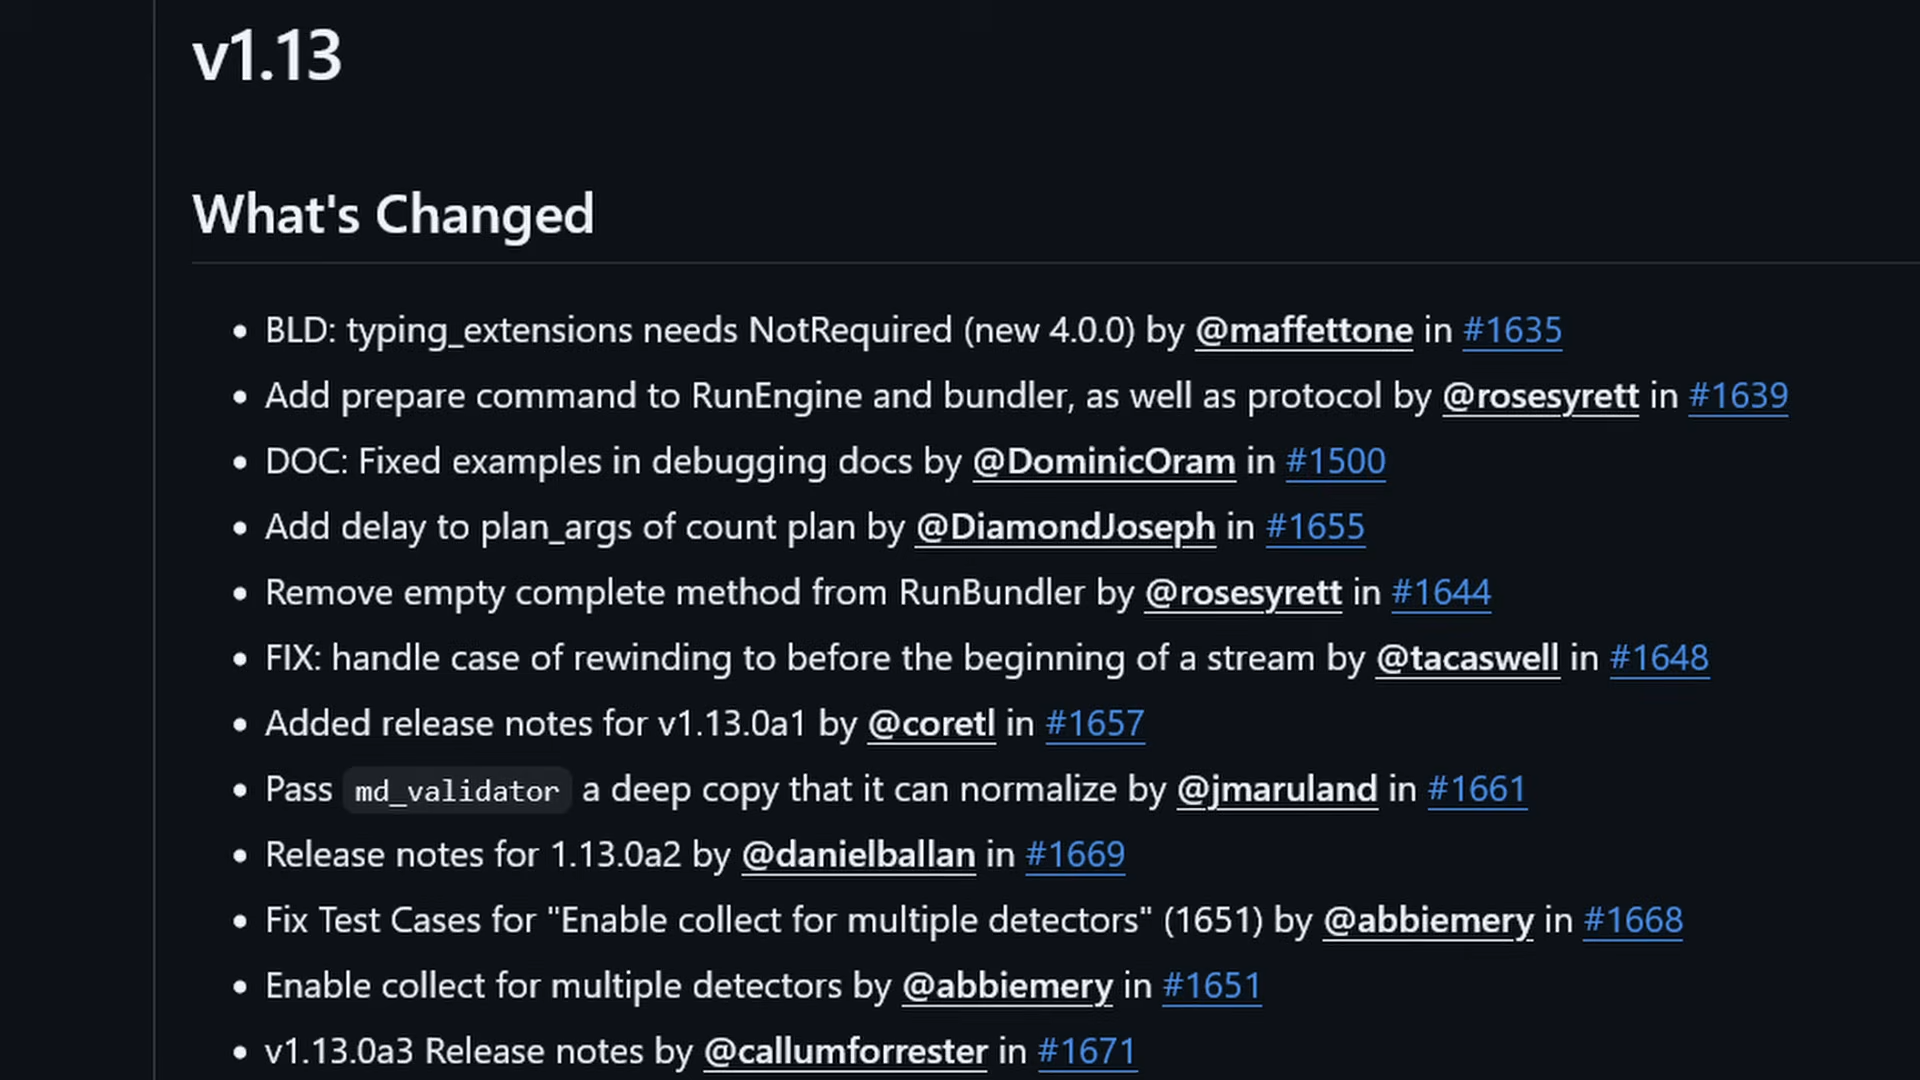 v1.13
What's Changed
• BLD: typing_extensions needs NotRequired (new 4.0.0) by @maffettone in #1635
• Add prepare command to RunEngine and bundler, as well as protocol by @rosesyrett in #1639
• DOC: Fixed examples in debugging docs by @DominicOram in #1500
• Add delay to plan_args of count plan by @DiamondJoseph in #1655
• Remove empty complete method from RunBundler by @rosesyrett in #1644
• FIX: handle case of rewinding to before the beginning of a stream by @tacaswell in #1648
• Added release notes for v1.13.0a1 by @coretl in #1657
• Pass md_validator a deep copy that it can normalize by @jmaruland in #1661
• Release notes for 1.13.0a2 by @danielballan in #1669
• Fix Test Cases for "Enable collect for multiple detectors" (1651) by @abbiemery in #1668
• Enable collect for multiple detectors by @abbiemery in #1651
• v1.13.0a3 Release notes by @callumforrester in #1671